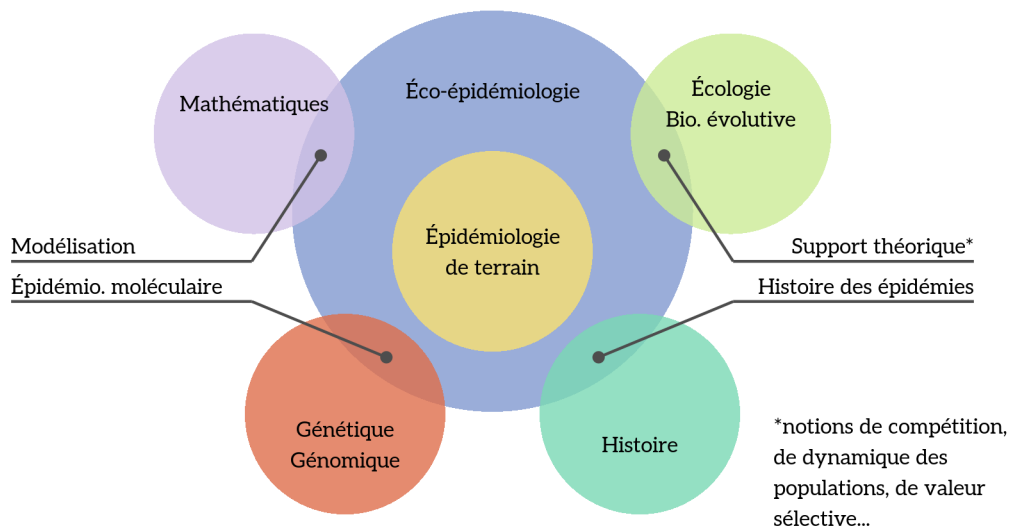 Mathématiques
Éco-épidémiologie
Écologie
Bio. évolutive
Épidémiologie
de terrain
Modélisation
Support théorique*
Épidémio. moléculaire
Histoire des épidémies
Génétique
Génomique
Histoire
*notions de compétition,
de dynamique des
populations, de valeur
sélective...